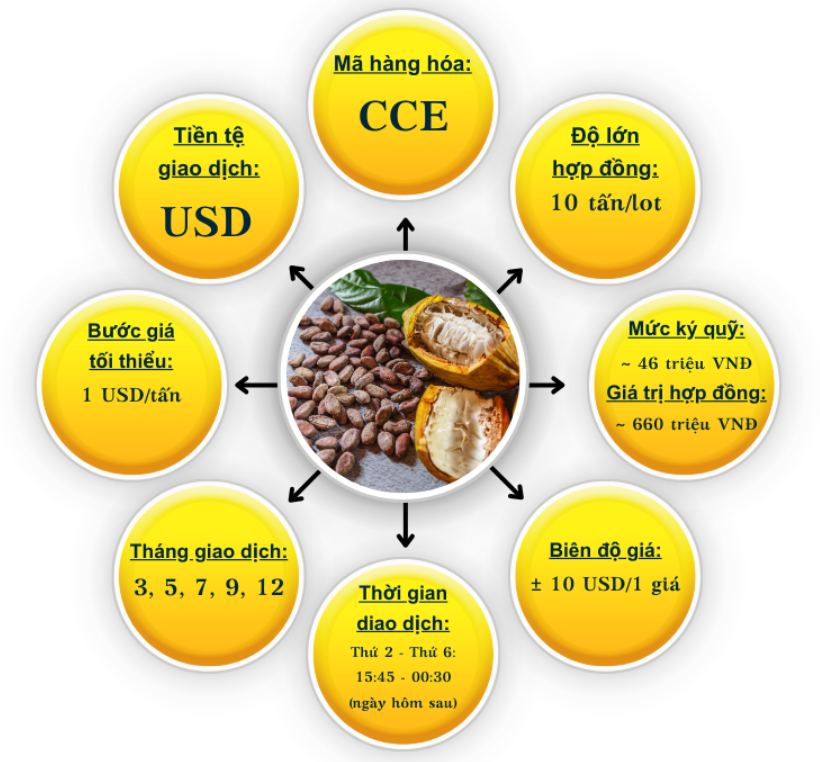 Mã hàng hóa:
CCE
Độ lớn
hợp đồng:
10 tấn/lot
Mức ký quỹ:
~ 46 triệu VNĐ
Giá trị hợp đồng:
~ 660 triệu VNĐ
Biên độ giá:
± 10 USD/1 giá
Thời gian
diao dịch:
Thứ 2 - Thứ 6:
15:45 - 00:30
(ngày hôm sau)
Tháng giao dịch:
3, 5, 7, 9, 12
Bước giá
tối thiểu:
1 USD/tấn
Tiền tệ
giao dịch:
USD